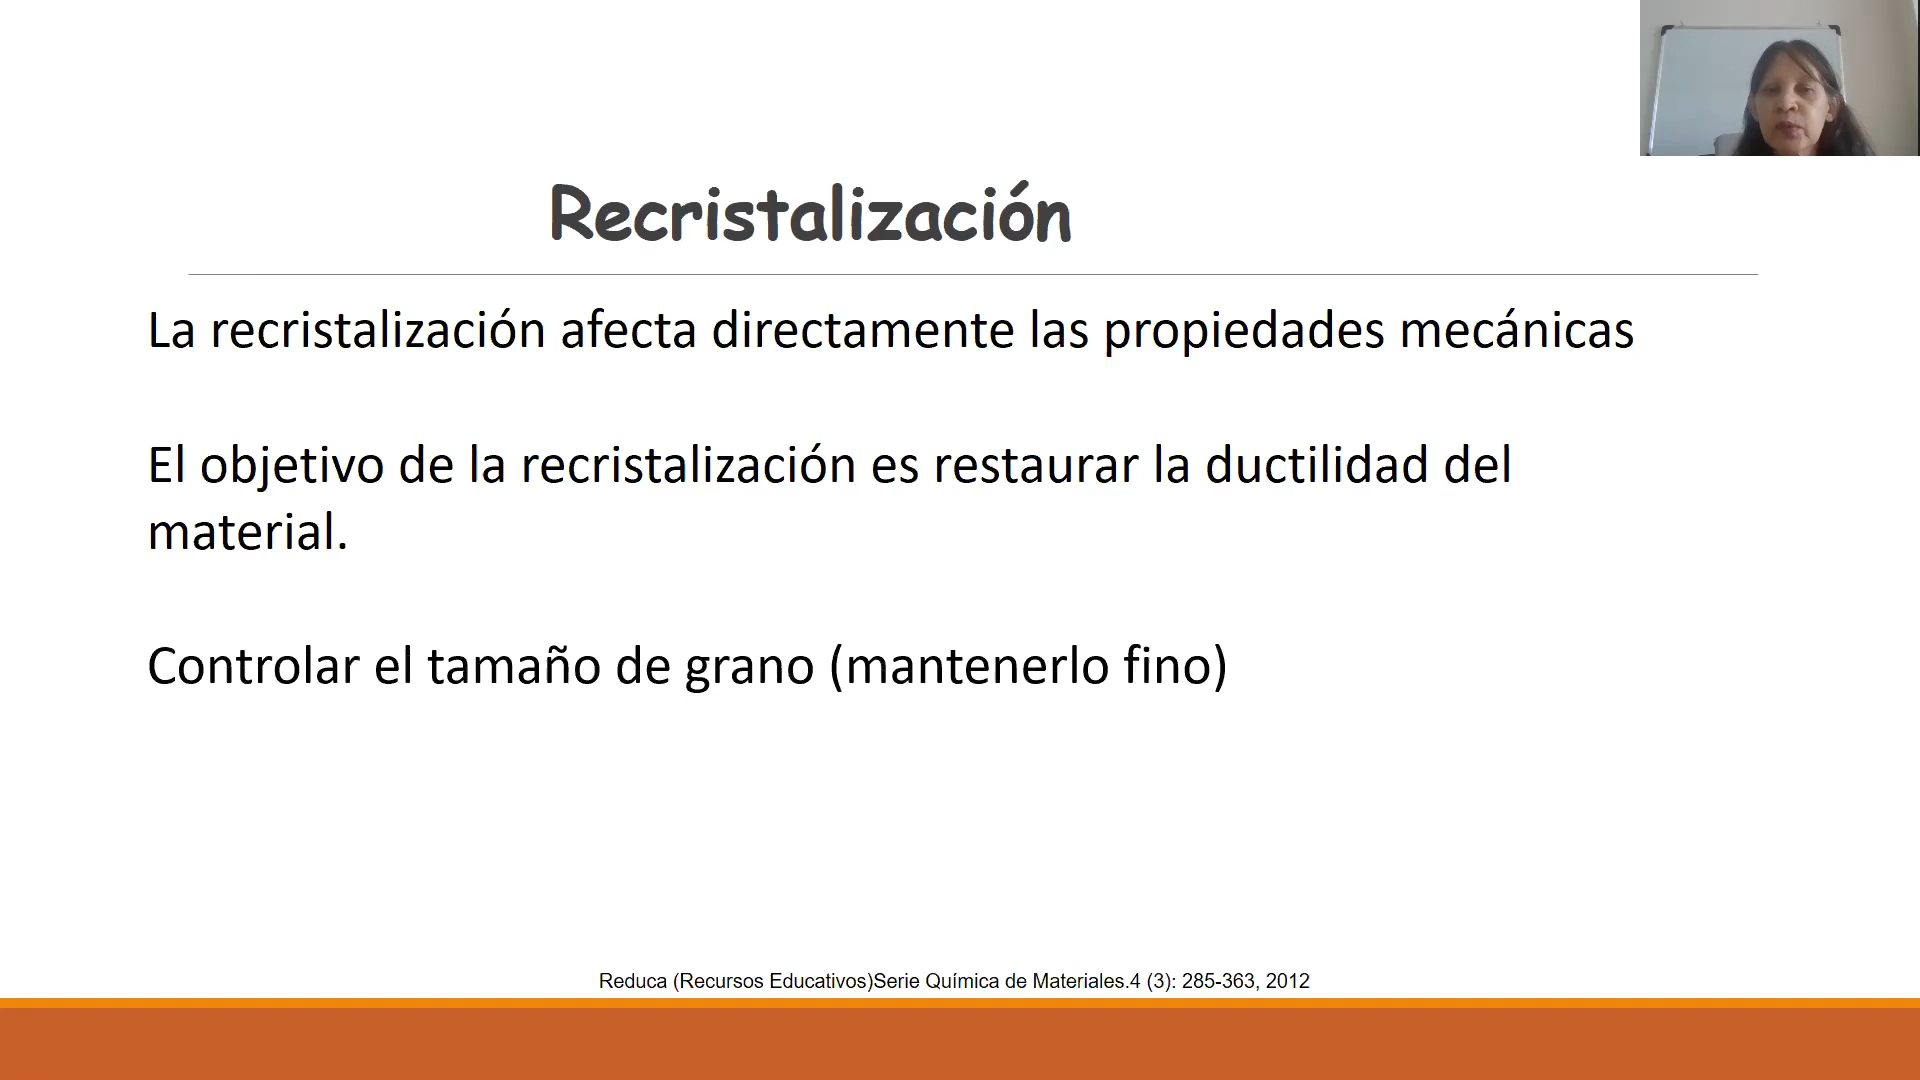 Recristalización
La recristalización afecta directamente las propiedades mecánicas
El objetivo de la recristalización es restaurar la ductilidad del
material.
Controlar el tamaño de grano (mantenerlo fino)
Reduca (Recursos Educativos)Serie Química de Materiales.4 (3): 285-363, 2012